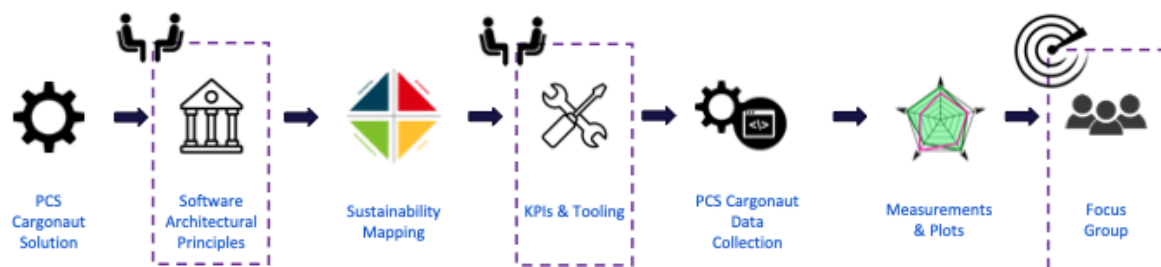 PCS
Cargonaut
Solution
Software
Architectural
Principles
Sustainability
Mapping
KPIs & Tooling
PCS Cargonaut
Data
Collection
Measurements
& Plots
Focus
Group